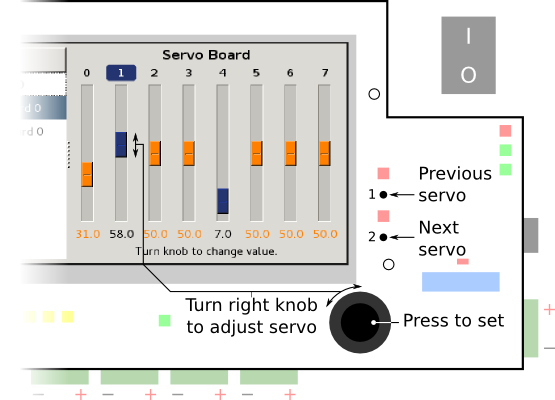 Servo Board
0 1 2 3 4 5 6 7
d 0
rd 0
31.0 58.0 50.0 50.0 7.0 50.0 50.0 50.0
Turn knob to change value.
I
O
Previous
1 servo
Next
2 servo
Turn right knob
to adjust servo
Press to set
+
−
− + − + − + − +